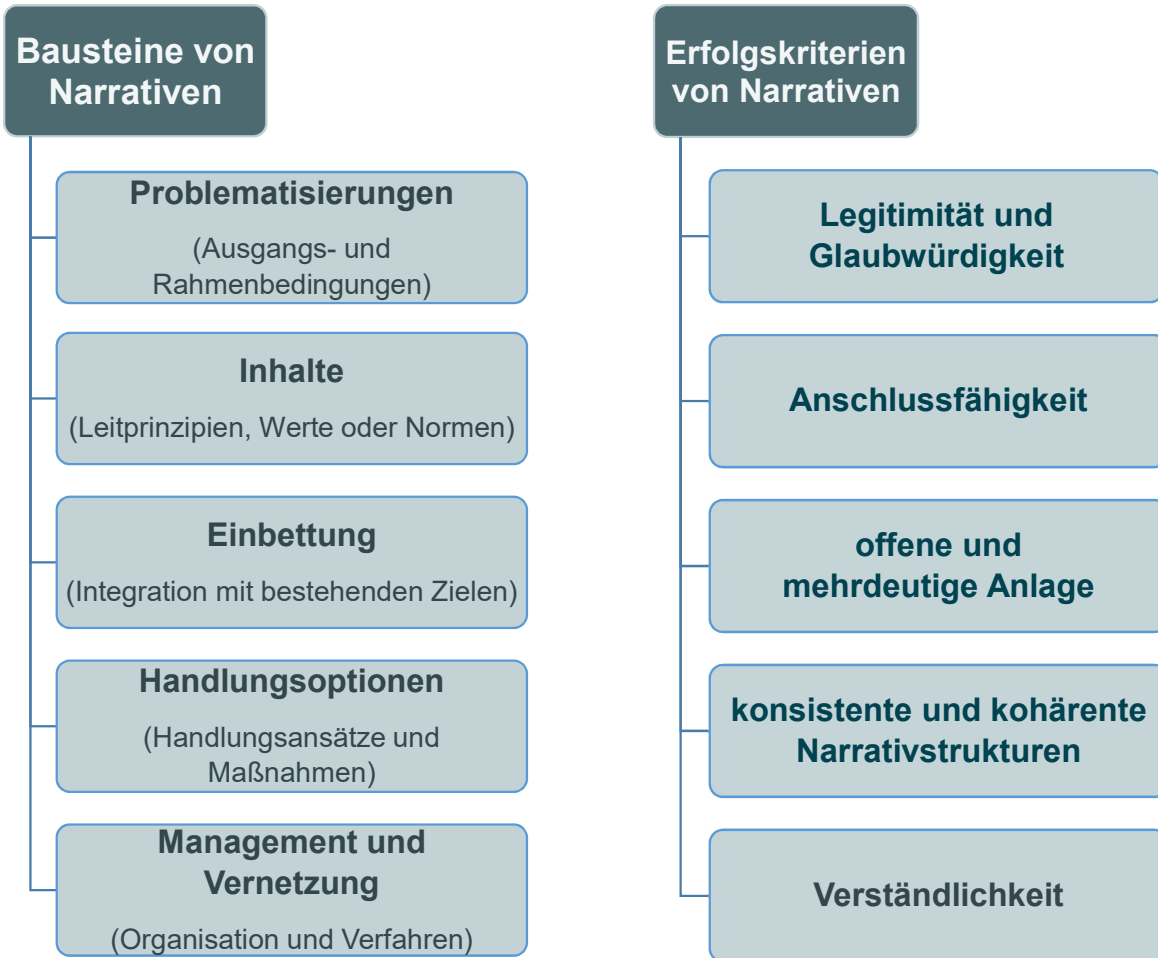 Bausteine von
Narrativen
Problematisierungen
(Ausgangs- und
Rahmenbedingungen)
Inhalte
(Leitprinzipien, Werte oder Normen)
Einbettung
(Integration mit bestehenden Zielen)
Handlungsoptionen
(Handlungsansätze und
Maßnahmen)
Management und
Vernetzung
(Organisation und Verfahren)
Erfolgskriterien
von Narrativen
Legitimität und
Glaubwürdigkeit
Anschlussfähigkeit
offene und
mehrdeutige Anlage
konsistente und kohärente
Narrativstrukturen
Verständlichkeit